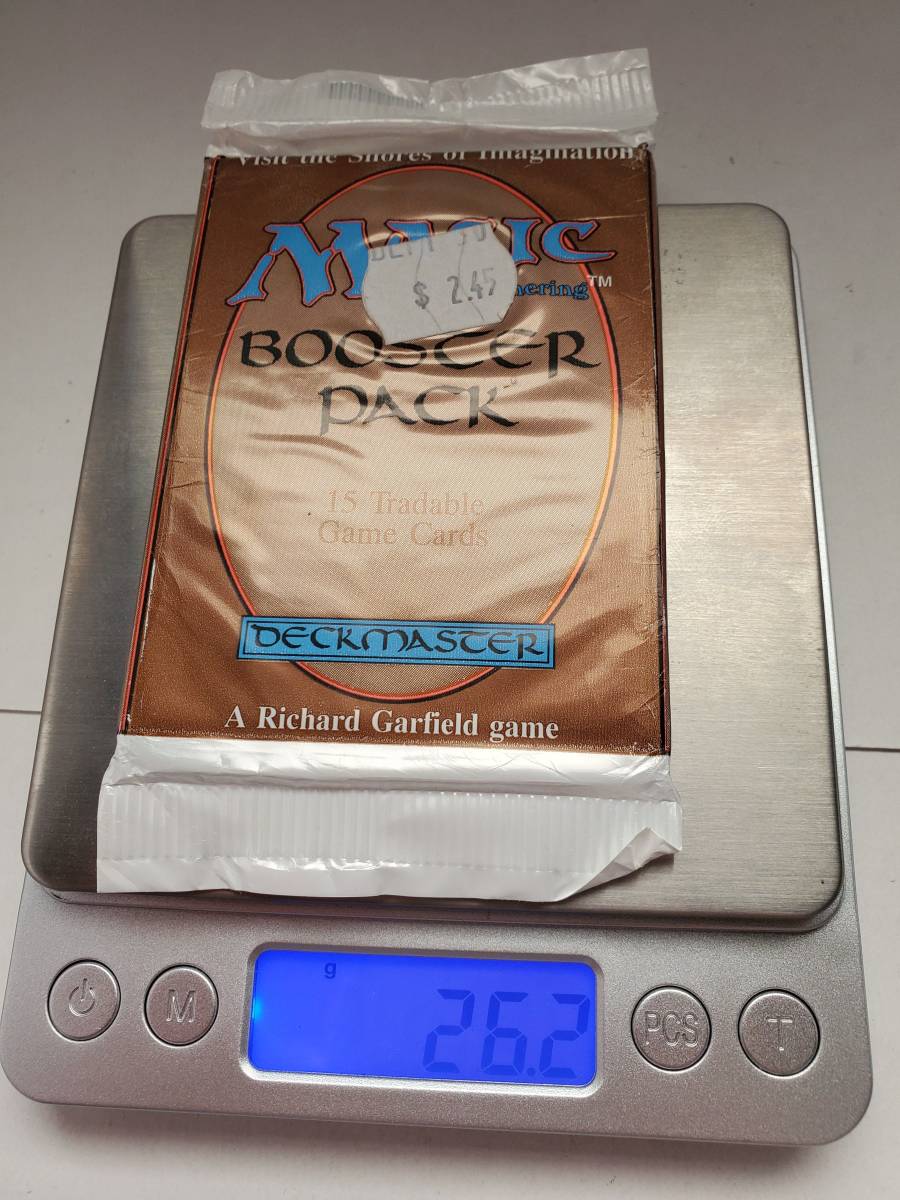 Visit the Shores of Imagination
MAGIC
$ 2.45
hering™
BOOSTER
PACK
15 Tradable
Game Cards
DECKMASTER
A Richard Garfield game
g
26.2
M
PCS
T